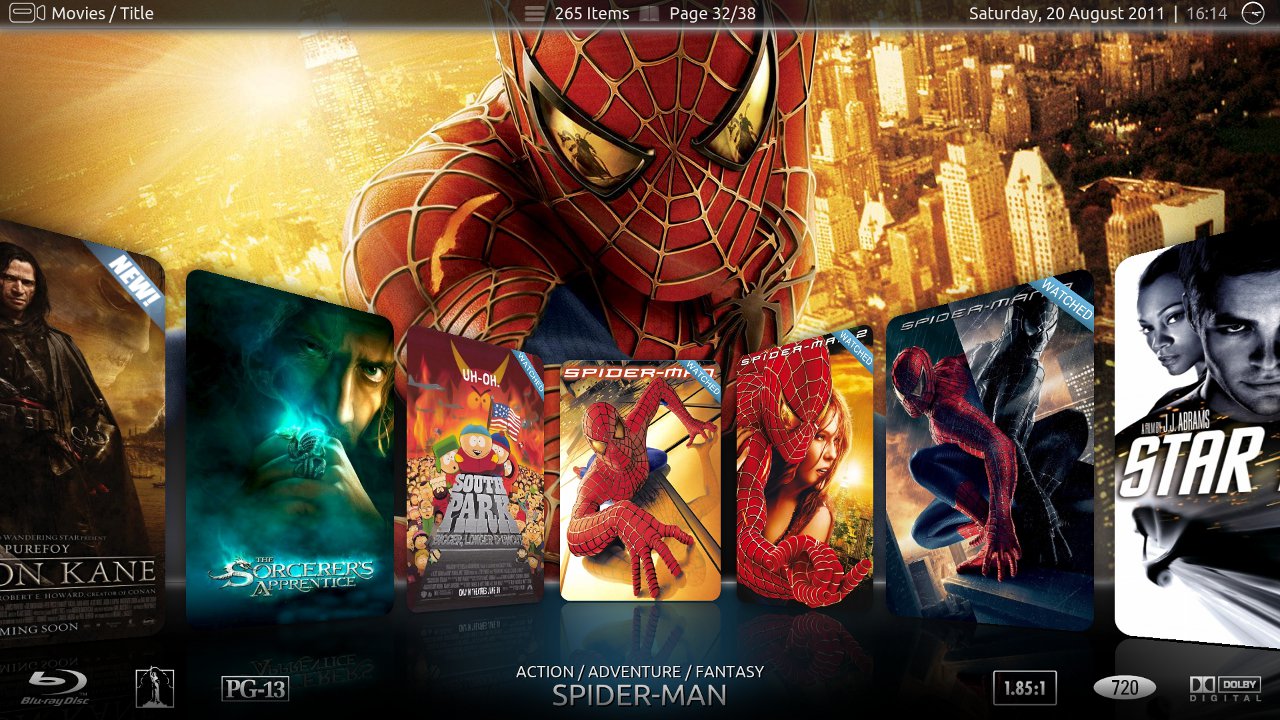 Movies / Title
265 Items
Page 32/38
Saturday, 20 August 2011 | 16:14
NEW!
WANDERING STAR PRESENT
PUREFOY
ON KANE
ROBERT E. HOWARD, CREATOR OF CONAN
MING SOON
THE
SORCERER'S
APPRENTICE
WATCHED
UH-OH.
SOUTH
PARK
BIGGER, LONGER & UNCUT
WATCHED
SPIDER-MAN
WATCHED
SPIDER-MAN 2
WATCHED
SPIDER-MAN
A FILM BY J.J. ABRAMS
STAR
Blu-ray Disc
PG-13
ACTION / ADVENTURE / FANTASY
SPIDER-MAN
1.85:1
720
DOLBY
DIGITAL